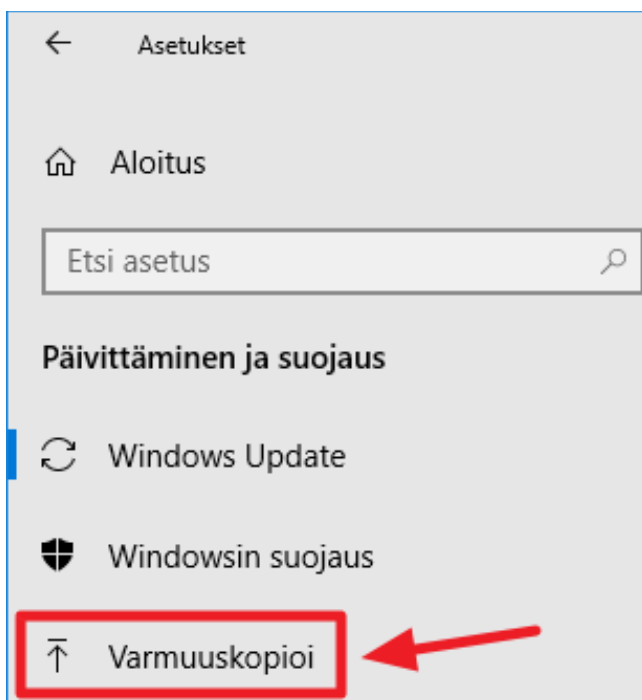 Asetukset
Aloitus
Etsi asetus
Päivittäminen ja suojaus
Windows Update
Windowsin suojaus
Varmuuskopioi